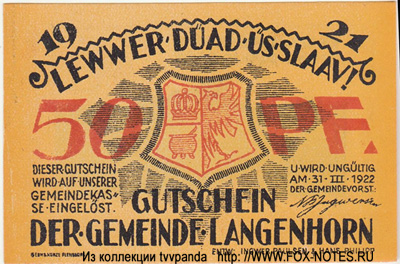 19 21
LEWWER·DÜAD·ÜS·SLAAV!
50 PF.
DIESER GUTSCHEIN
WIRD AUF UNSERER
GEMEINDEKAS-
SE EINGELÖST.
U·WIRD·UNGÜLTIG
AM·31·III·1922
DER GEMEINDEVORST:
GUTSCHEIN
DER·GEMEINDE·LANGENHORN
ENTW: INGWER PAULSEN & HANS PHILIPP
Из коллекции tvvpanda http://WWW.FOX-NOTES.RU